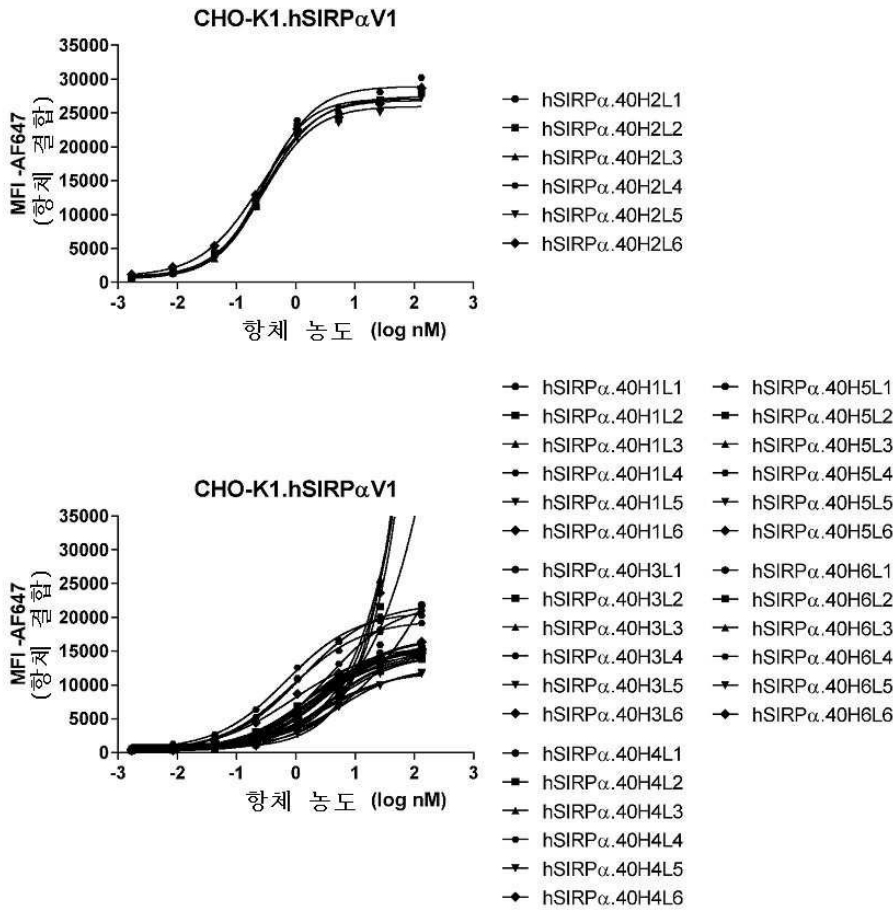 CHO-K1.hSIRPαV1
35000
30000
25000
20000
15000
10000
5000
0
MFI -AF647
(항체 결합)
-3 -2 -1 0 1 2 3
항체 농도 (log nM)
hSIRPα.40H2L1
hSIRPα.40H2L2
hSIRPα.40H2L3
hSIRPα.40H2L4
hSIRPα.40H2L5
hSIRPα.40H2L6
CHO-K1.hSIRPαV1
35000
30000
25000
20000
15000
10000
5000
0
MFI -AF647
(항체 결합)
-3 -2 -1 0 1 2 3
항체 농도 (log nM)
hSIRPα.40H1L1
hSIRPα.40H1L2
hSIRPα.40H1L3
hSIRPα.40H1L4
hSIRPα.40H1L5
hSIRPα.40H1L6
hSIRPα.40H3L1
hSIRPα.40H3L2
hSIRPα.40H3L3
hSIRPα.40H3L4
hSIRPα.40H3L5
hSIRPα.40H3L6
hSIRPα.40H4L1
hSIRPα.40H4L2
hSIRPα.40H4L3
hSIRPα.40H4L4
hSIRPα.40H4L5
hSIRPα.40H4L6
hSIRPα.40H5L1
hSIRPα.40H5L2
hSIRPα.40H5L3
hSIRPα.40H5L4
hSIRPα.40H5L5
hSIRPα.40H5L6
hSIRPα.40H6L1
hSIRPα.40H6L2
hSIRPα.40H6L3
hSIRPα.40H6L4
hSIRPα.40H6L5
hSIRPα.40H6L6